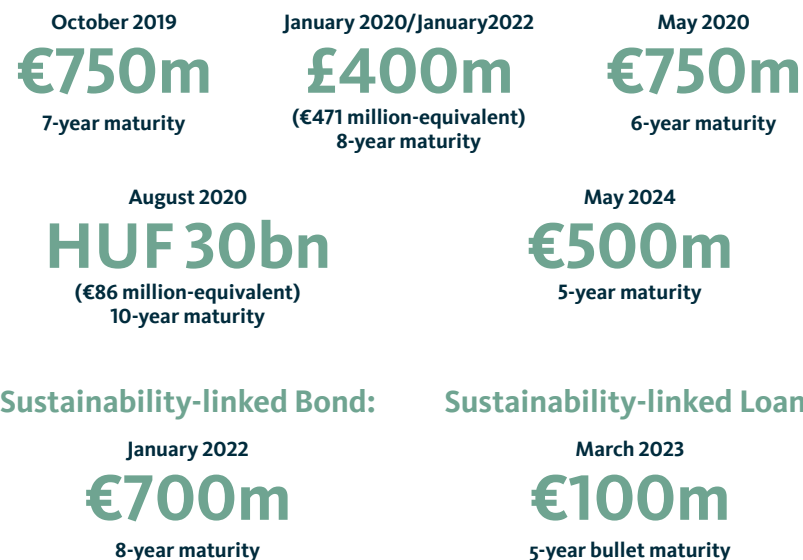 October 2019
€750m
7-year maturity
January 2020/January2022
£400m
(€471 million-equivalent)
8-year maturity
May 2020
€750m
6-year maturity
August 2020
HUF 30bn
(€86 million-equivalent)
10-year maturity
May 2024
€500m
5-year maturity
Sustainability-linked Bond:
January 2022
€700m
8-year maturity
Sustainability-linked Loan
March 2023
€100m
5-year bullet maturity